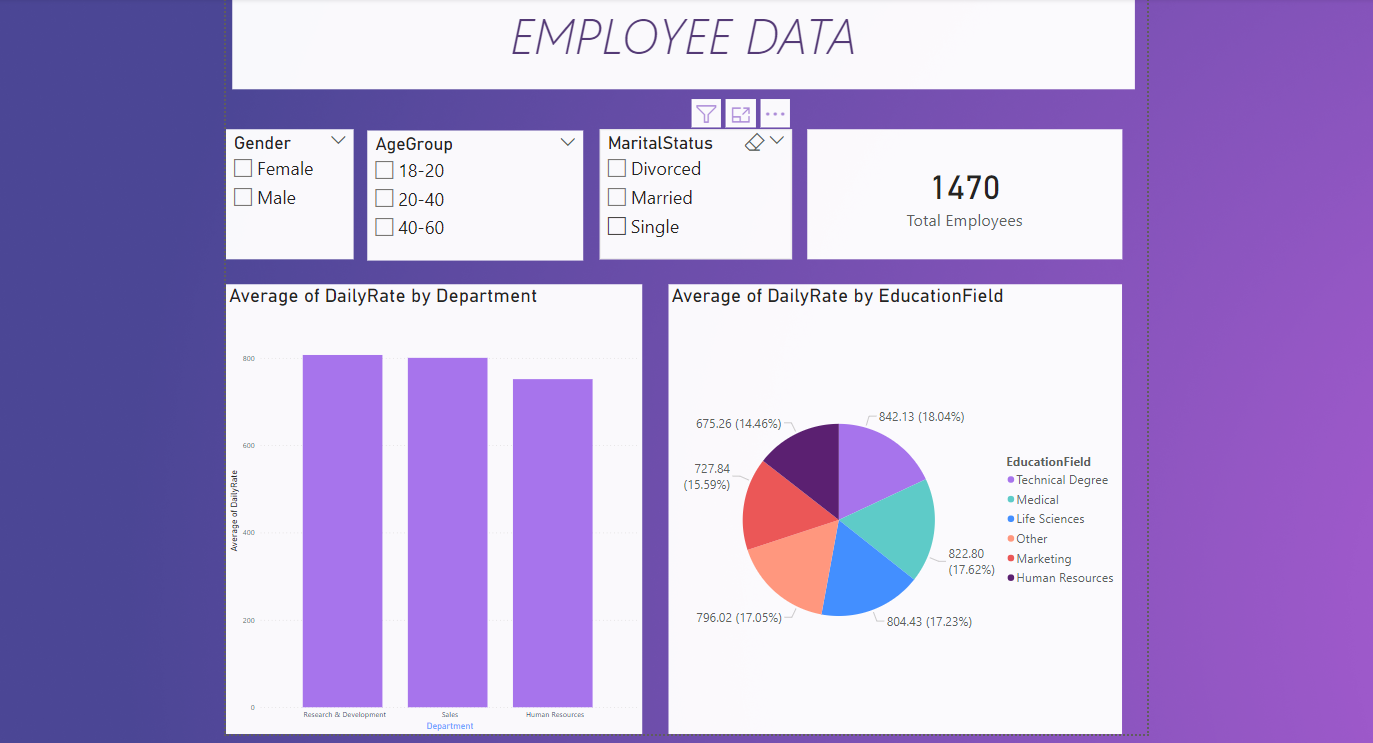 EMPLOYEE DATA
Gender
Female
Male
AgeGroup
18-20
20-40
40-60
MaritalStatus
Divorced
Married
Single
1470
Total Employees
Average of DailyRate by Department
800
600
400
200
0
Average of DailyRate
Research & Development
Sales
Human Resources
Department
Average of DailyRate by EducationField
842.13 (18.04%)
675.26 (14.46%)
727.84
(15.59%)
822.80
(17.62%)
796.02 (17.05%)
804.43 (17.23%)
EducationField
Technical Degree
Medical
Life Sciences
Other
Marketing
Human Resources